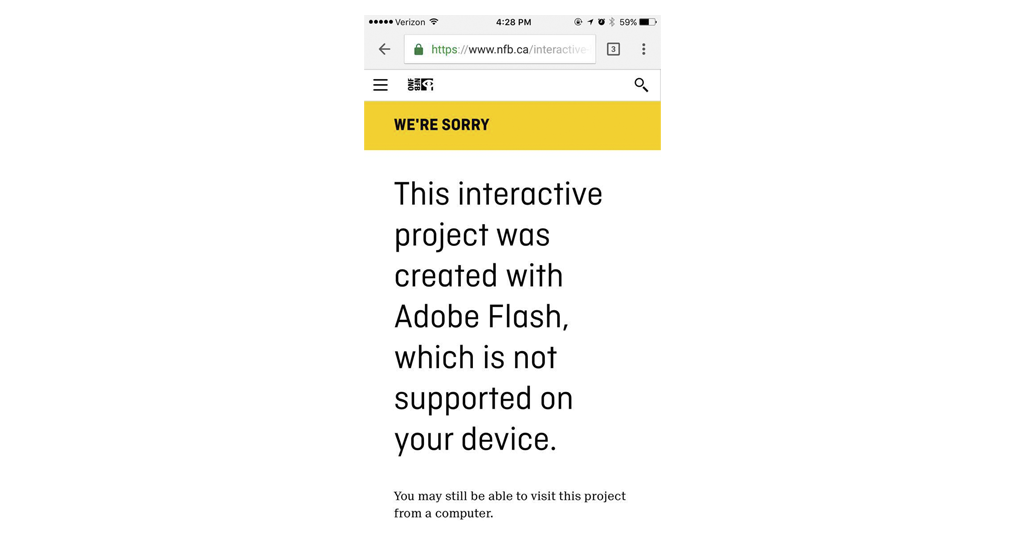 Verizon 4:28 PM 59%
https://www.nfb.ca/interactive 3
ONF
NFB
WE'RE SORRY
This interactive
project was
created with
Adobe Flash,
which is not
supported on
your device.
You may still be able to visit this project
from a computer.